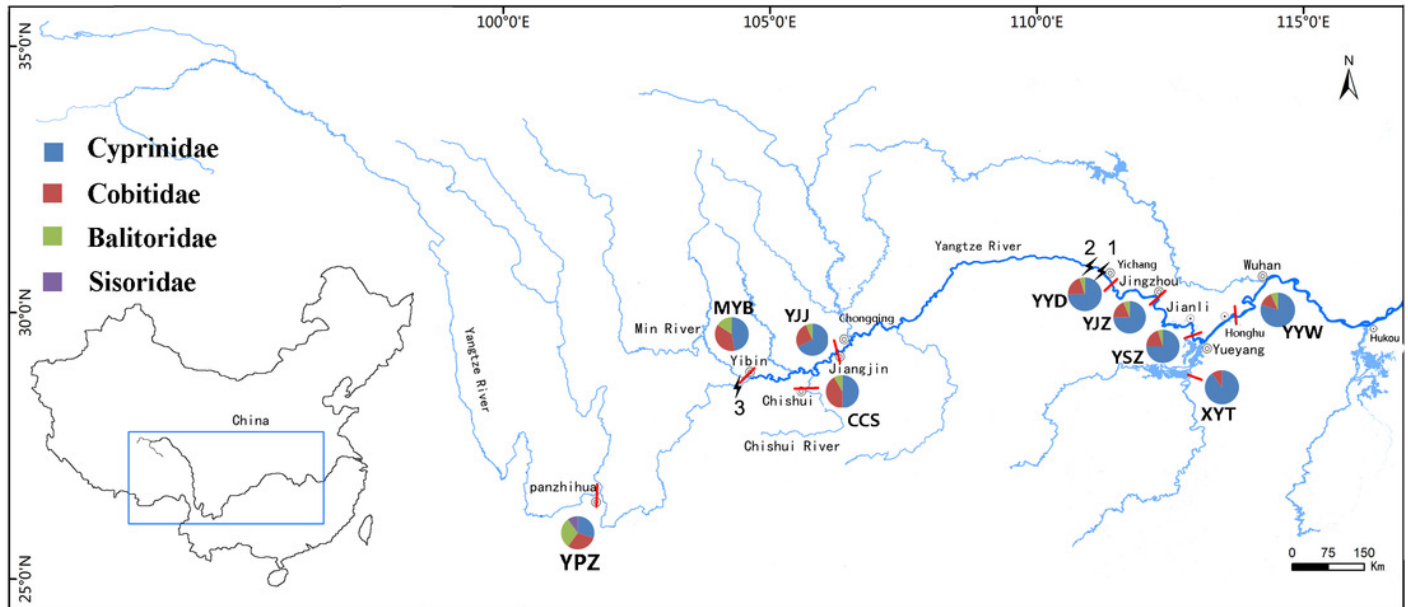 100°0'E
105°0'E
110°0'E
115°0'E
35°0'N
30°0'N
25°0'N
N
Cyprinidae
Cobitidae
Balitoridae
Sisoridae
China
Yangtze River
Min River
MYB
YJJ
Chongqing
Yibin
Jiangjin
3
Chishui
CCS
Chishui River
panzhihua
YPZ
Yangtze River
2
1
Yichang
Wuhan
YYD
Jingzhou
YJZ
Jianli
YYW
Honghu
Hukou
YSZ
Yueyang
XYT
0 75 150
Km